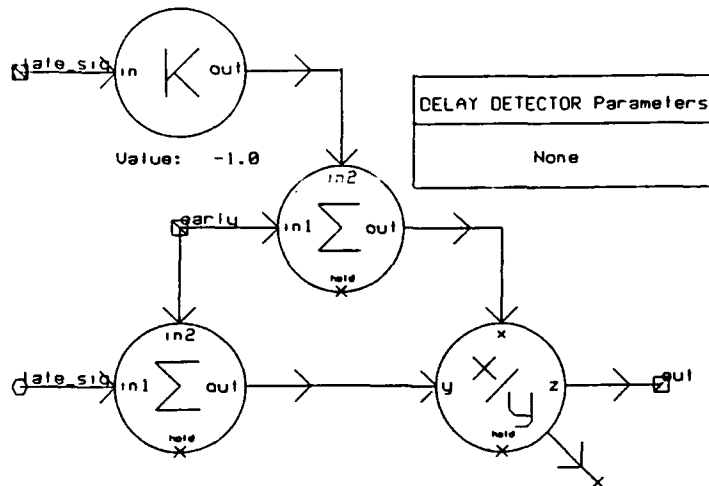 late_sig
in
K
out
DELAY DETECTOR Parameters
Value: -1.0
None
in2
early
in1
Σ
out
hold
in2
x
late_sig
in1
Σ
out
y
x/y
z
out
hold
hold